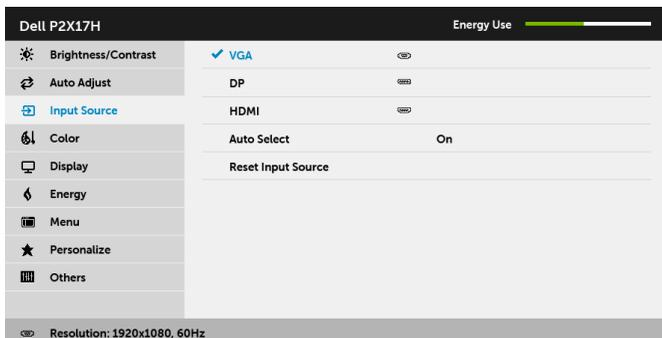 Dell P2X17H Energy Use
Brightness/Contrast VGA
Auto Adjust DP
Input Source HDMI
Color Auto Select On
Display Reset Input Source
Energy
Menu
Personalize
Others
Resolution: 1920x1080, 60Hz